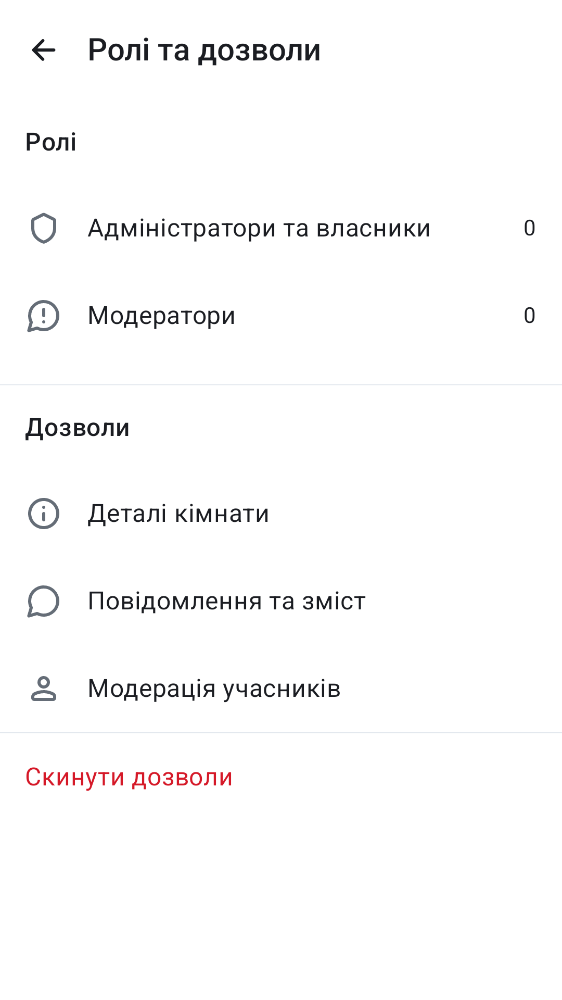 Ролі та дозволи
Ролі
Адміністратори та власники 0
Модератори 0
Дозволи
Деталі кімнати
Повідомлення та зміст
Модерація учасників
Скинути дозволи